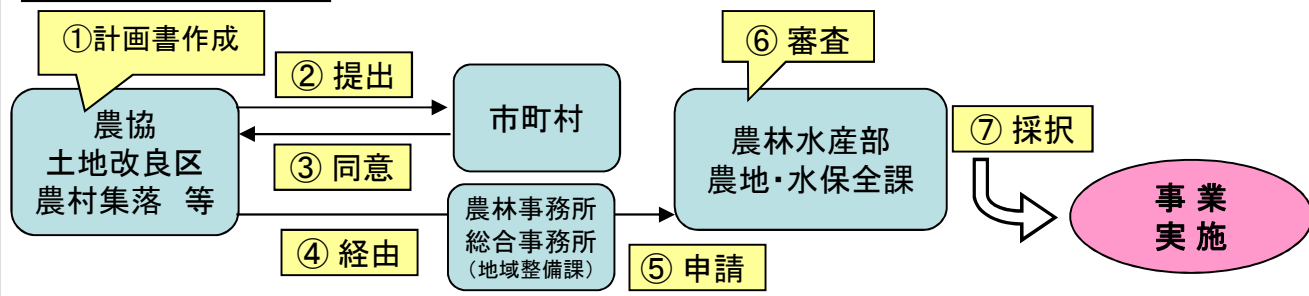 ①計画書作成
② 提出
③ 同意
農協
土地改良区
農村集落 等
市町村
④ 経由
農林事務所
総合事務所
(地域整備課)
⑤ 申請
⑥ 審査
農林水産部
農地・水保全課
⑦ 採択
事 業
実 施